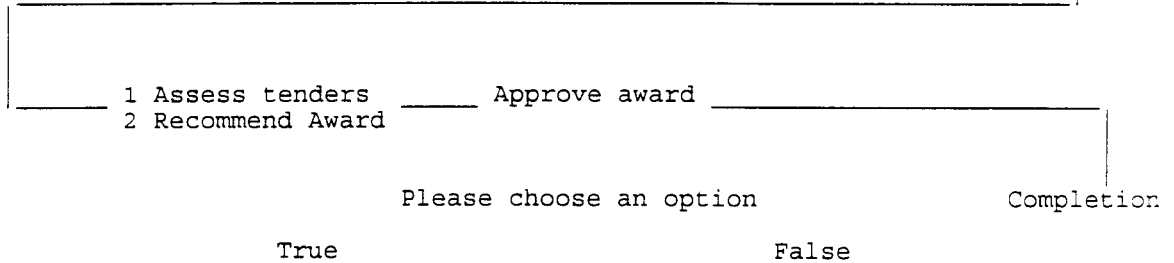 1 Assess tenders Approve award
2 Recommend Award
Please choose an option Completion
True False